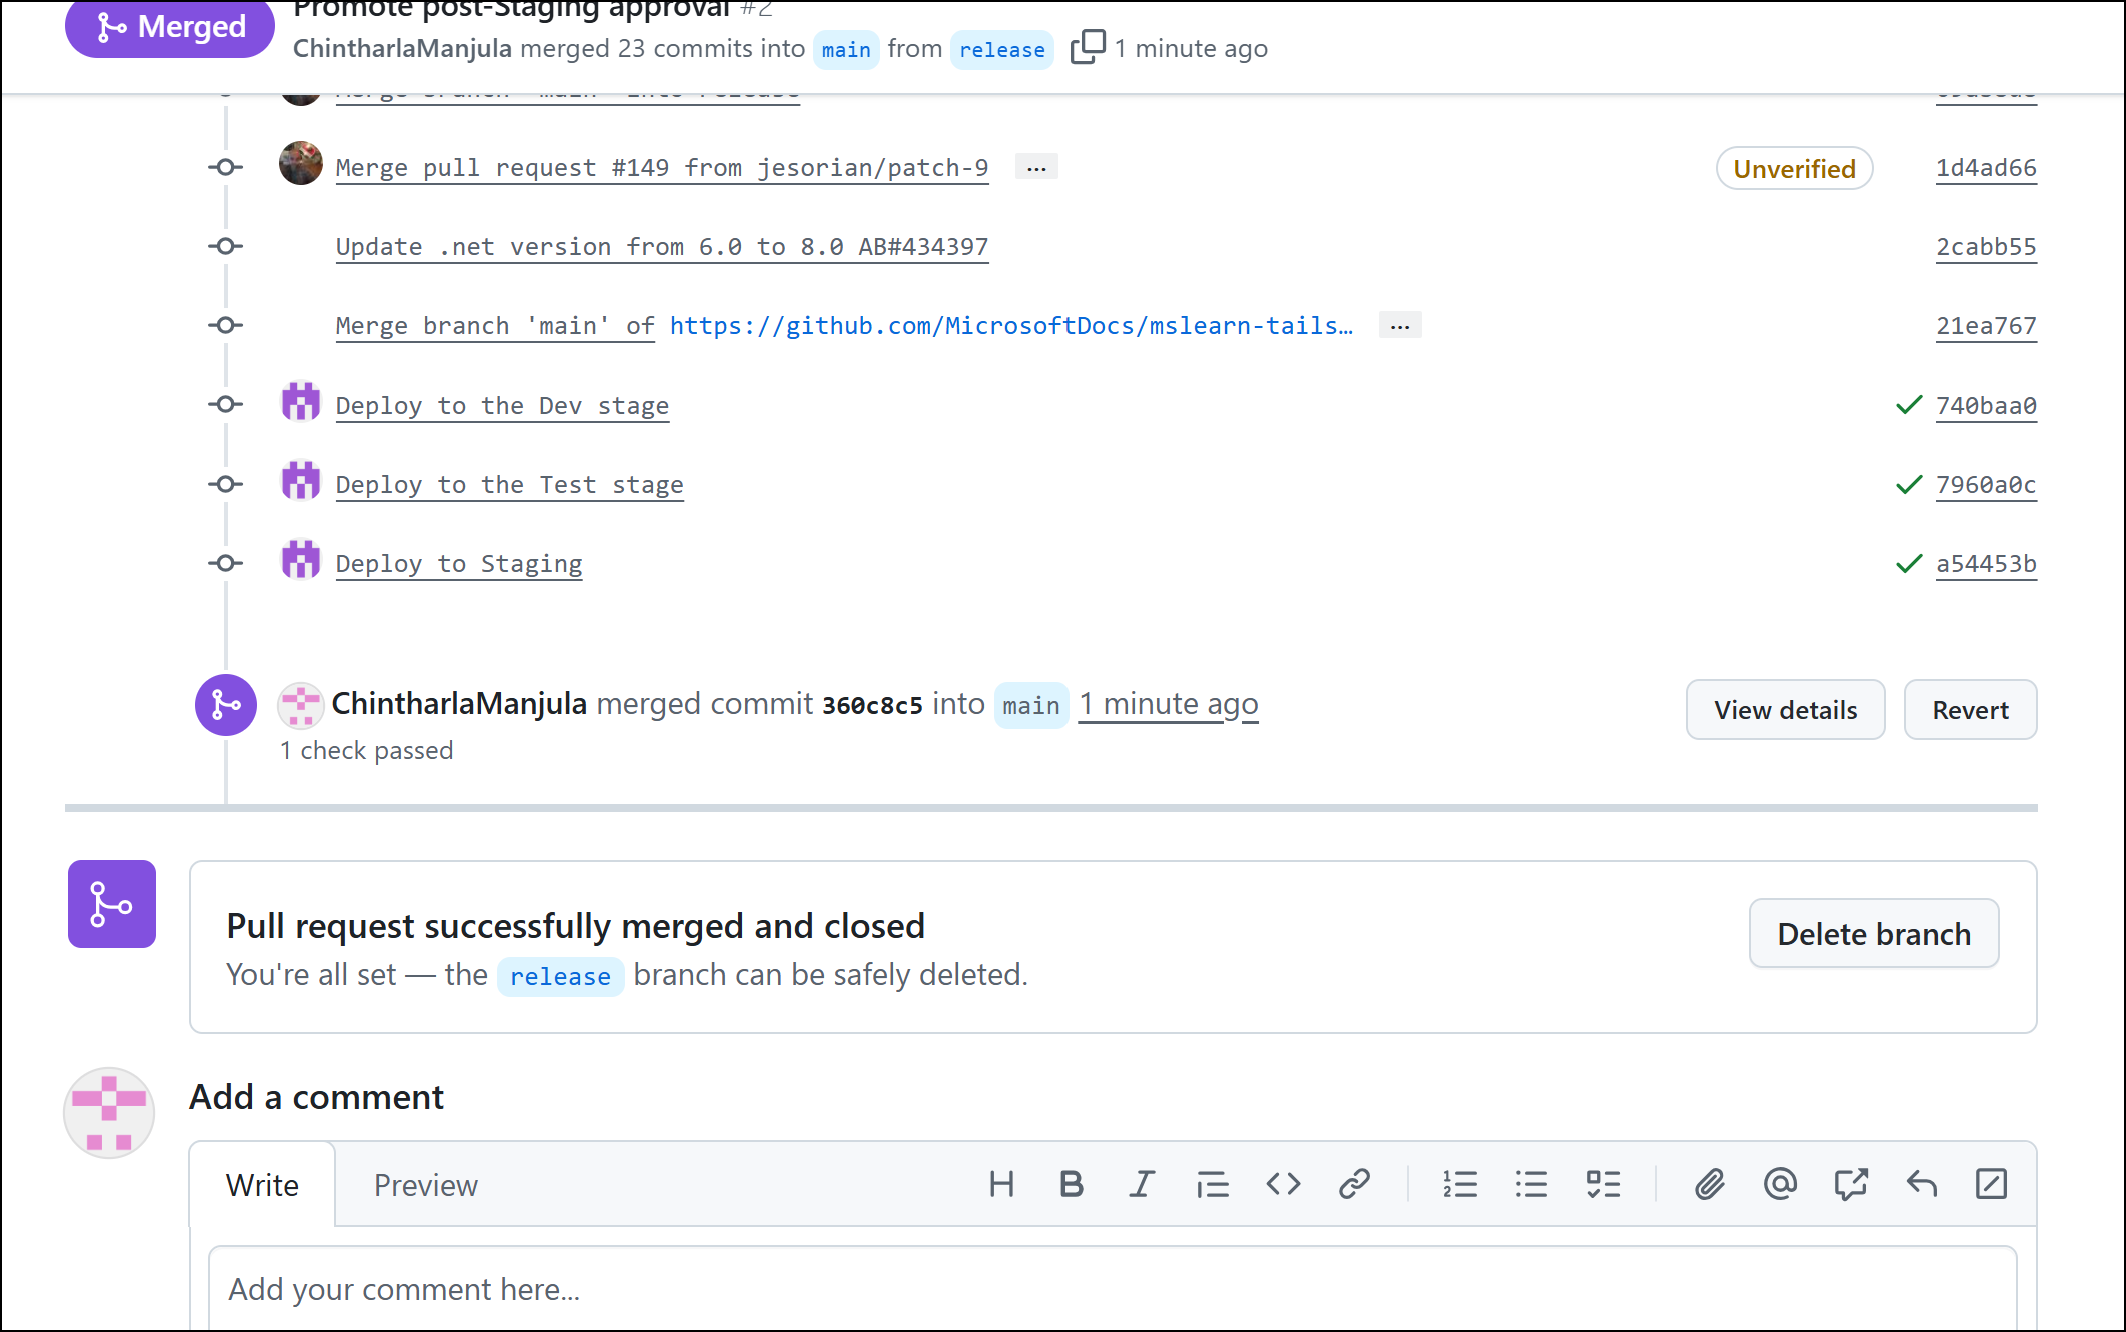 Merged
Promote post-Staging approval #2
ChintharlaManjula merged 23 commits into main from release 1 minute ago
Merge branch 'main' into release
Merge pull request #149 from jesorian/patch-9 … Unverified 1d4ad66
Update .net version from 6.0 to 8.0 AB#434397 2cabb55
Merge branch 'main' of https://github.com/MicrosoftDocs/mslearn-tails… … 21ea767
Deploy to the Dev stage 740baa0
Deploy to the Test stage 7960a0c
Deploy to Staging a54453b
ChintharlaManjula merged commit 360c8c5 into main 1 minute ago View details Revert
1 check passed
Pull request successfully merged and closed
You're all set — the release branch can be safely deleted.
Delete branch
Add a comment
Write Preview
Add your comment here...